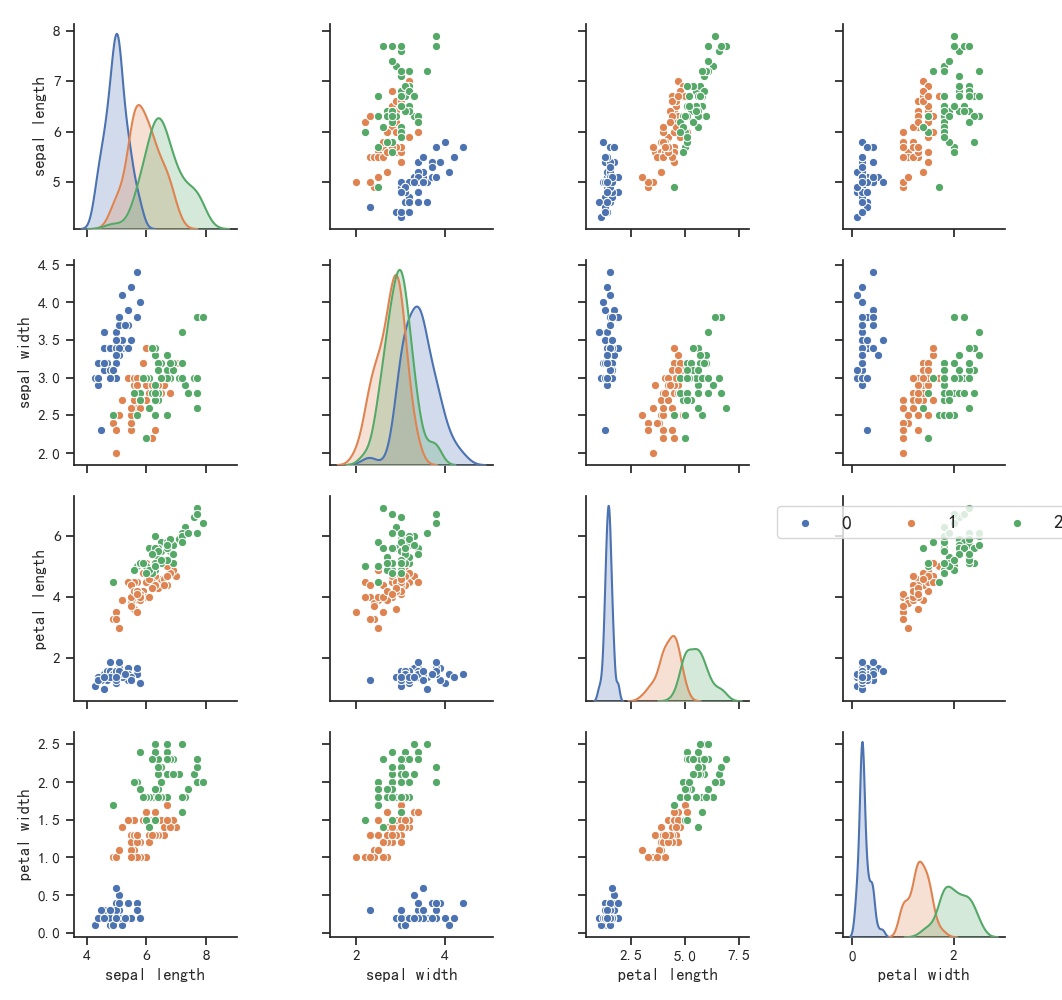 8
7
6
5
sepal length
4.5
4.0
3.5
3.0
2.5
2.0
sepal width
0 1 2
6
4
2
petal length
2.5
2.0
1.5
1.0
0.5
0.0
petal width
4 6 8 2 4 2.5 5.0 7.5 0 2
sepal length sepal width petal length petal width